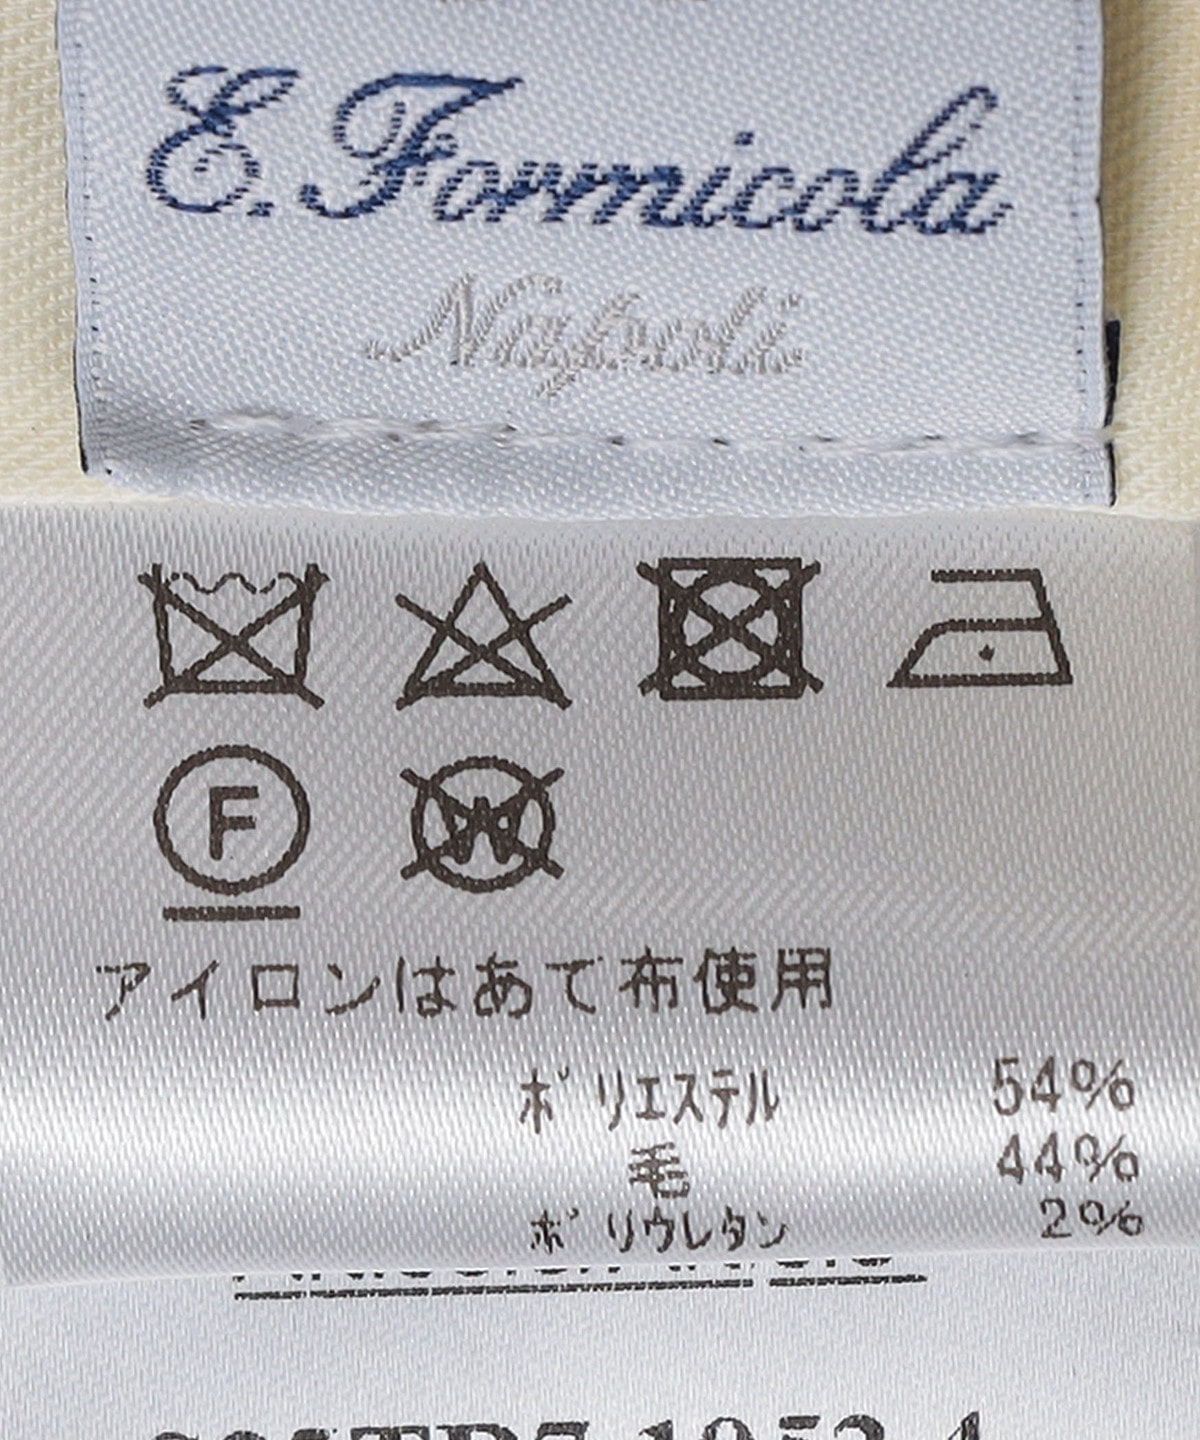 E. Formicola
Napoli
F
W
アイロンはあて布使用
ポリエステル 54%
毛 44%
ポリウレタン 2%